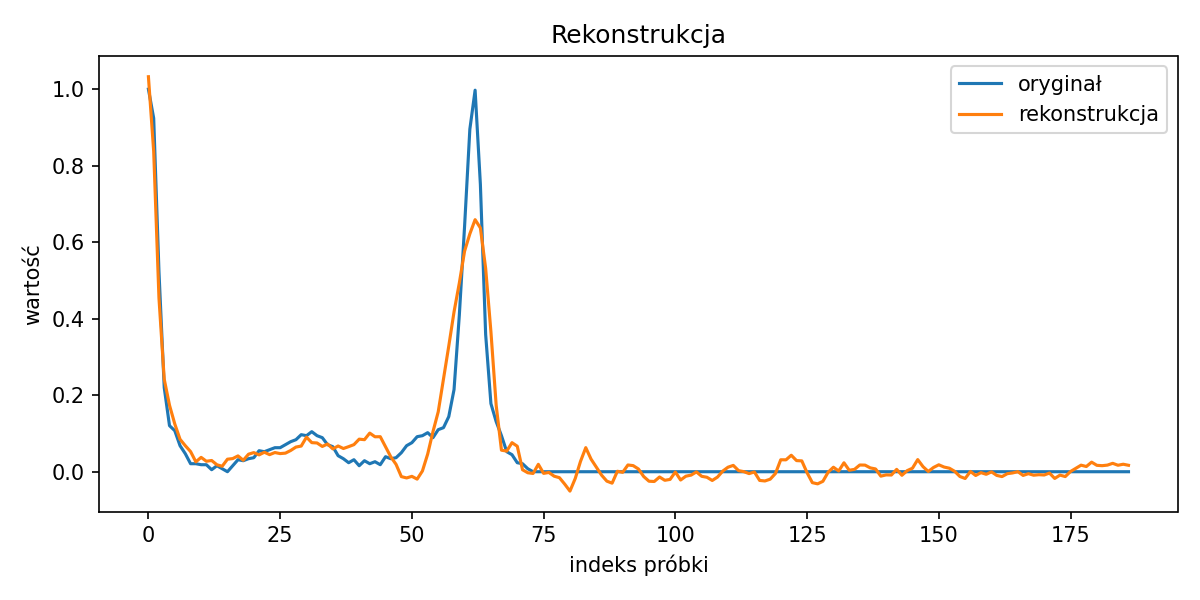 Rekonstrukcja
oryginał
rekonstrukcja
wartość
1.0
0.8
0.6
0.4
0.2
0.0
0 25 50 75 100 125 150 175
indeks próbki